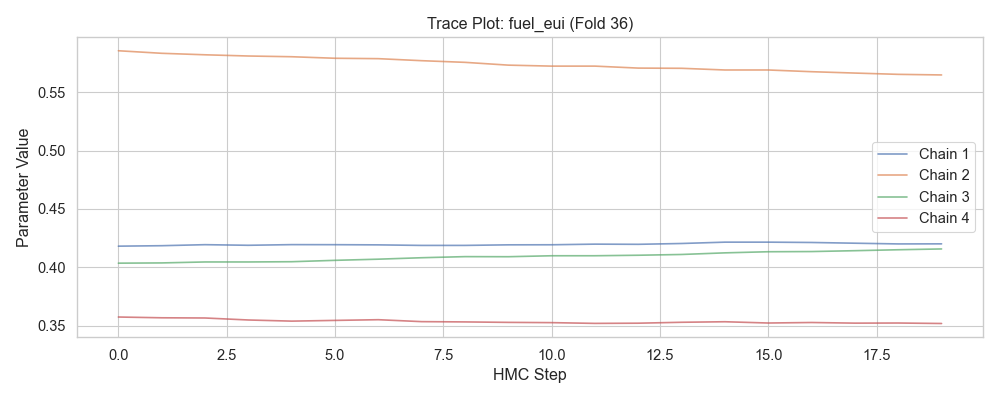 Trace Plot: fuel_eui (Fold 36)
Parameter Value
0.55
0.50
0.45
0.40
0.35
Chain 1
Chain 2
Chain 3
Chain 4
0.0 2.5 5.0 7.5 10.0 12.5 15.0 17.5
HMC Step